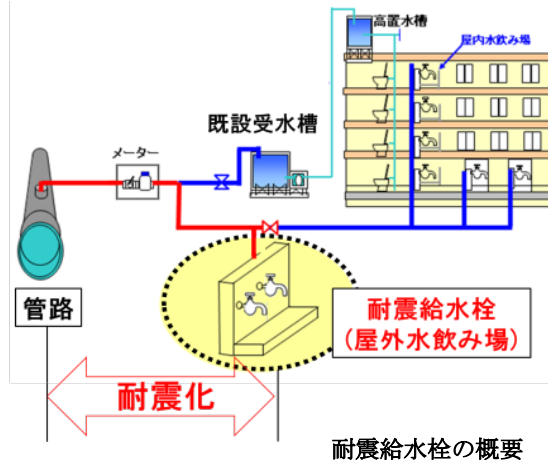 高置水槽
屋内水飲み場
既設受水槽
メーター
管路
耐震給水栓
(屋外水飲み場)
耐震化
耐震給水栓の概要